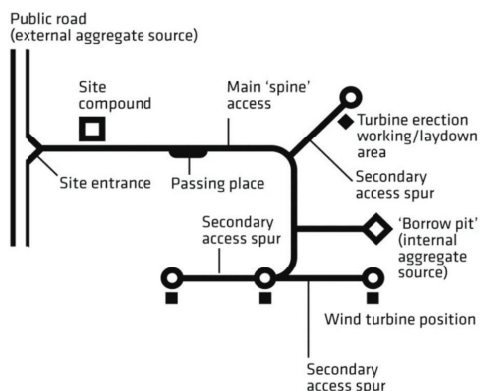 Public road
(external aggregate source)
Site
compound
Main ‘spine’
access
Turbine erection
working/laydown
area
Site entrance
Passing place
Secondary
access spur
Secondary
access spur
‘Borrow pit’
(internal
aggregate
source)
Wind turbine position
Secondary
access spur